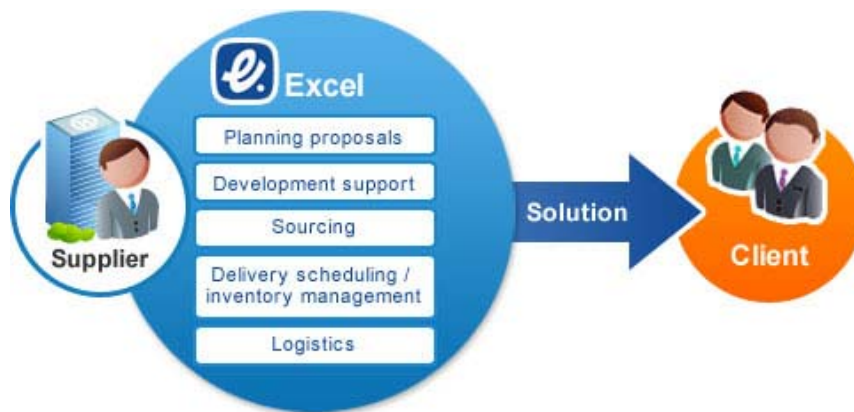 e.
Excel
Planning proposals
Development support
Sourcing
Delivery scheduling /
inventory management
Logistics
Supplier
Solution
Client